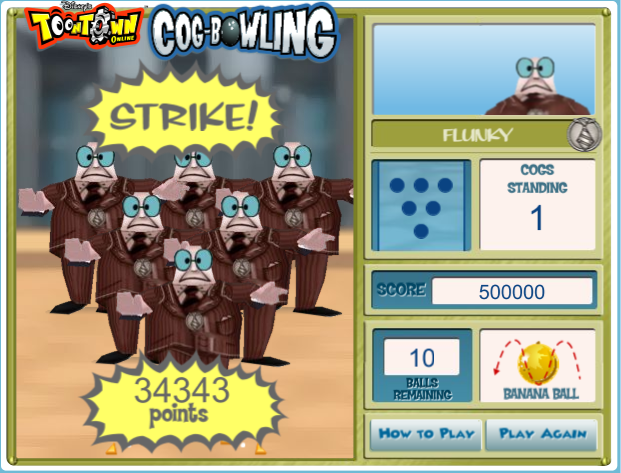 Disney's
TOONTOWN
ONLINE
COG-BOWLING
STRIKE!
34343
points
FLUNKY
COGS
STANDING
1
SCORE
500000
10
BALLS
REMAINING
BANANA BALL
HOW TO PLAY
PLAY AGAIN